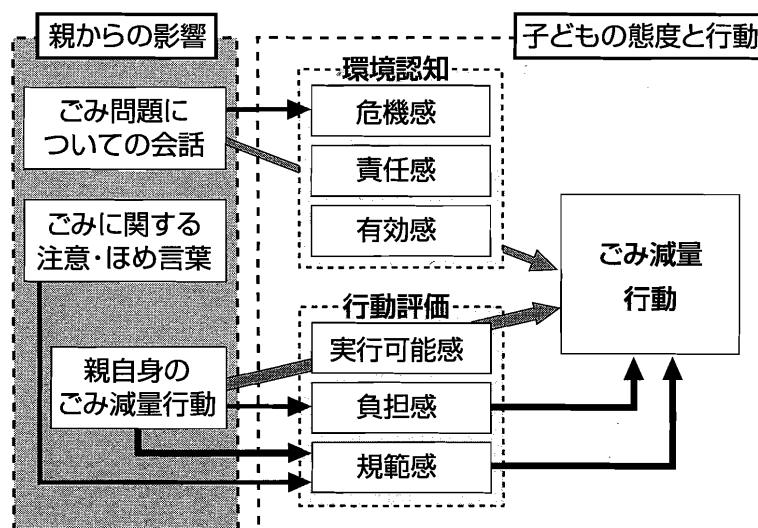 親からの影響
子どもの態度と行動
ごみ問題に
ついての会話
ごみに関する
注意・ほめ言葉
親自身の
ごみ減量行動
環境認知
危機感
責任感
有効感
行動評価
実行可能感
負担感
規範感
ごみ減量
行動